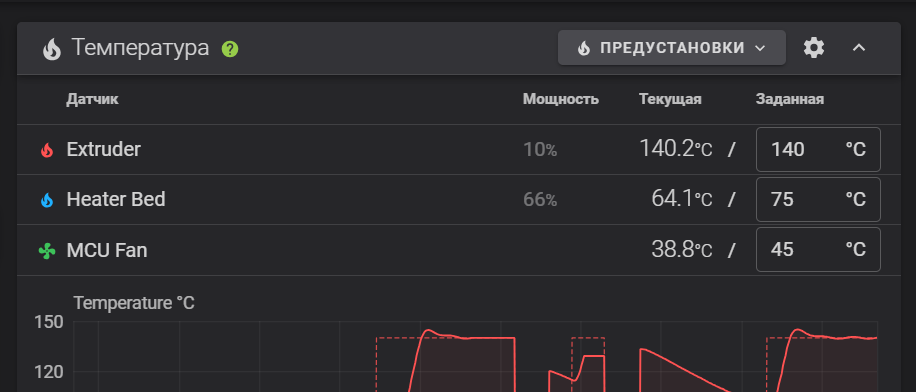 Температура ? ПРЕДУСТАНОВКИ
Датчик Мощность Текущая Заданная
Extruder 10% 140.2°C / 140 °C
Heater Bed 66% 64.1°C / 75 °C
MCU Fan 38.8°C / 45 °C
Temperature °C
150
120